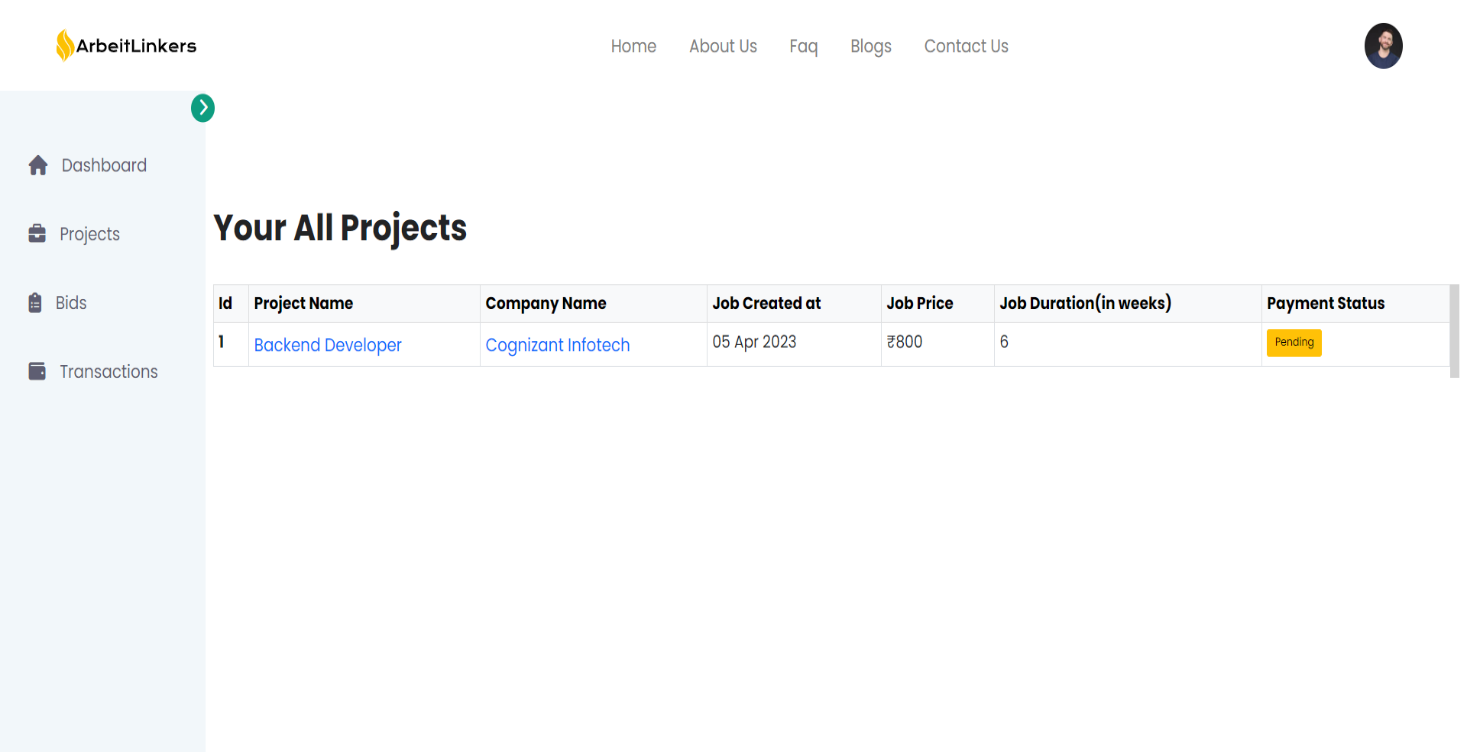 ArbeitLinkers
Home About Us Faq Blogs Contact Us
Dashboard
Projects
Bids
Transactions
Your All Projects
Id Project Name Company Name Job Created at Job Price Job Duration(in weeks) Payment Status
1 Backend Developer Cognizant Infotech 05 Apr 2023 ₹800 6 Pending